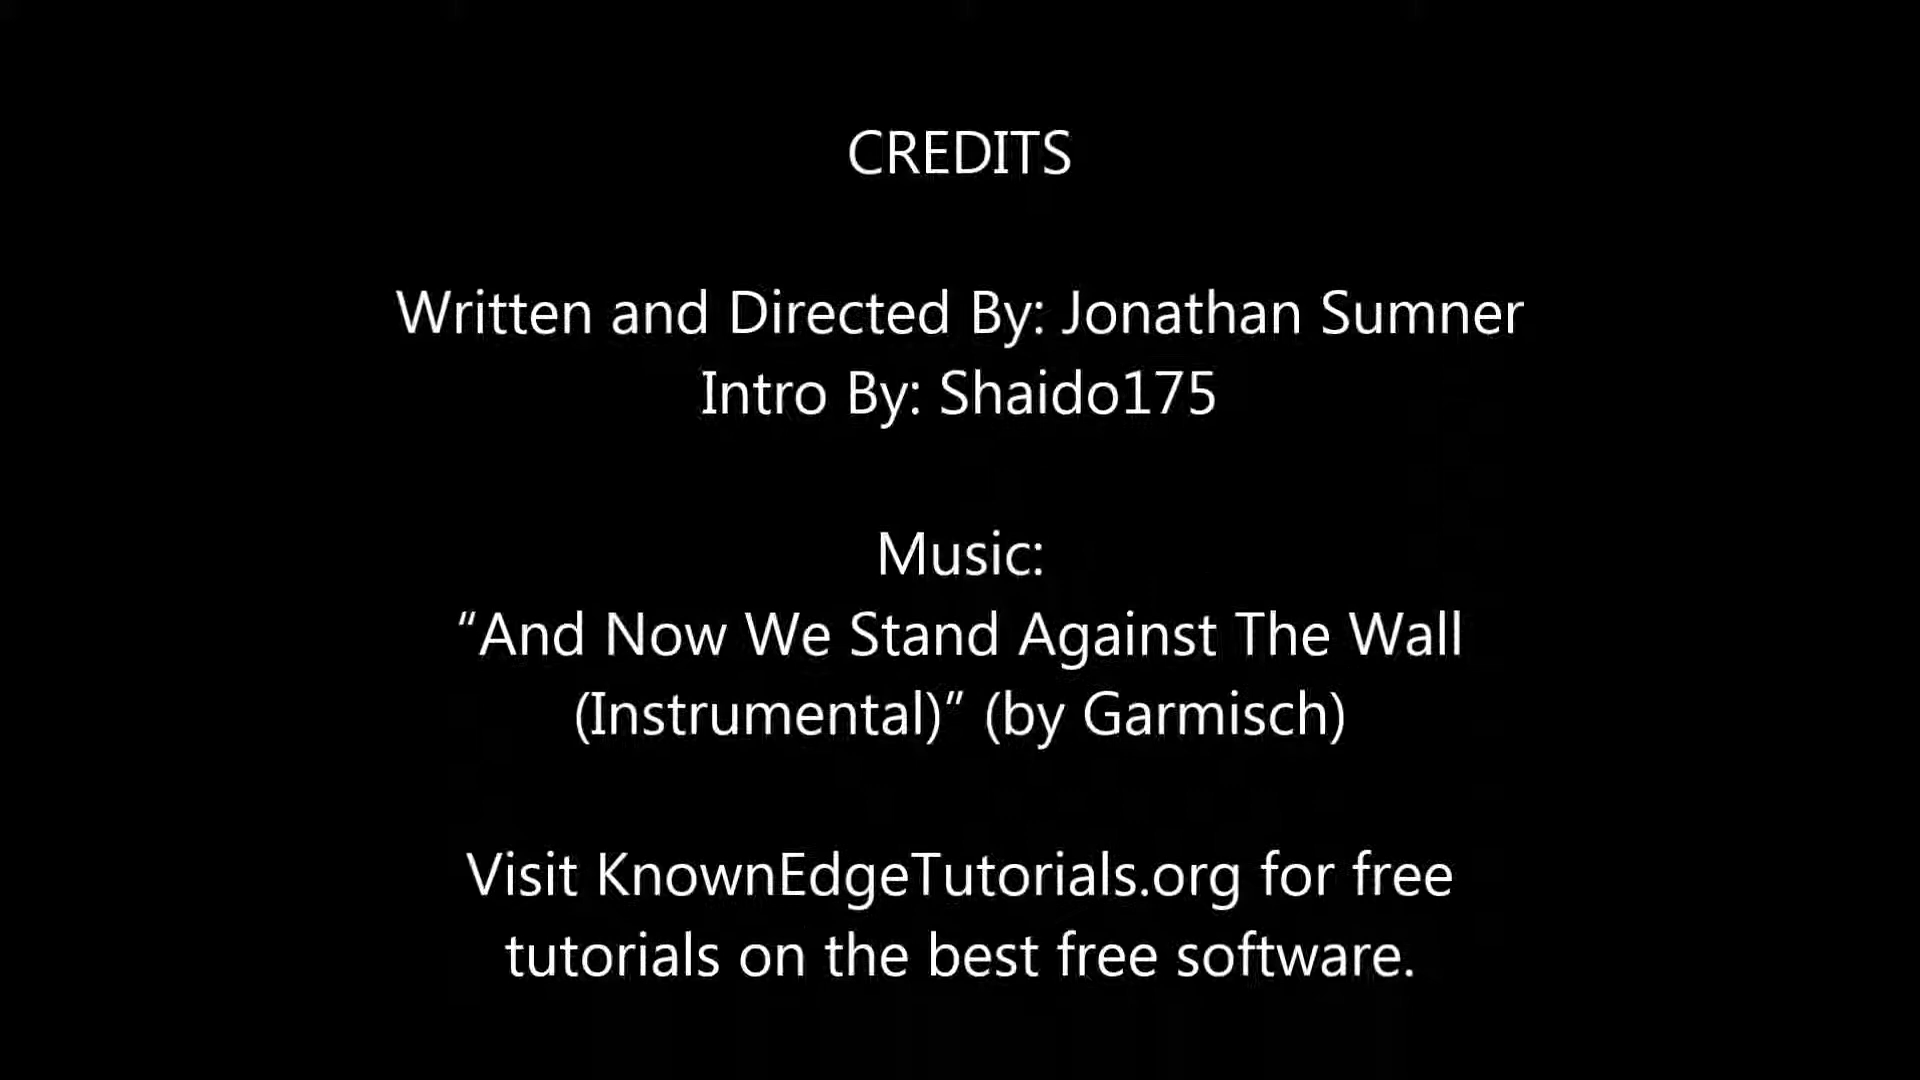 CREDITS
Written and Directed By: Jonathan Sumner
Intro By: Shaido175
Music:
“And Now We Stand Against The Wall
(Instrumental)” (by Garmisch)
Visit KnownEdgeTutorials.org for free
tutorials on the best free software.